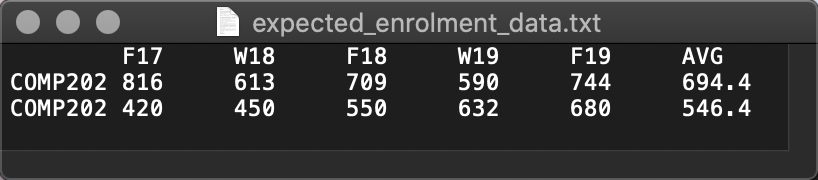 expected_enrolment_data.txt
F17 W18 F18 W19 F19 AVG
COMP202 816 613 709 590 744 694.4
COMP202 420 450 550 632 680 546.4